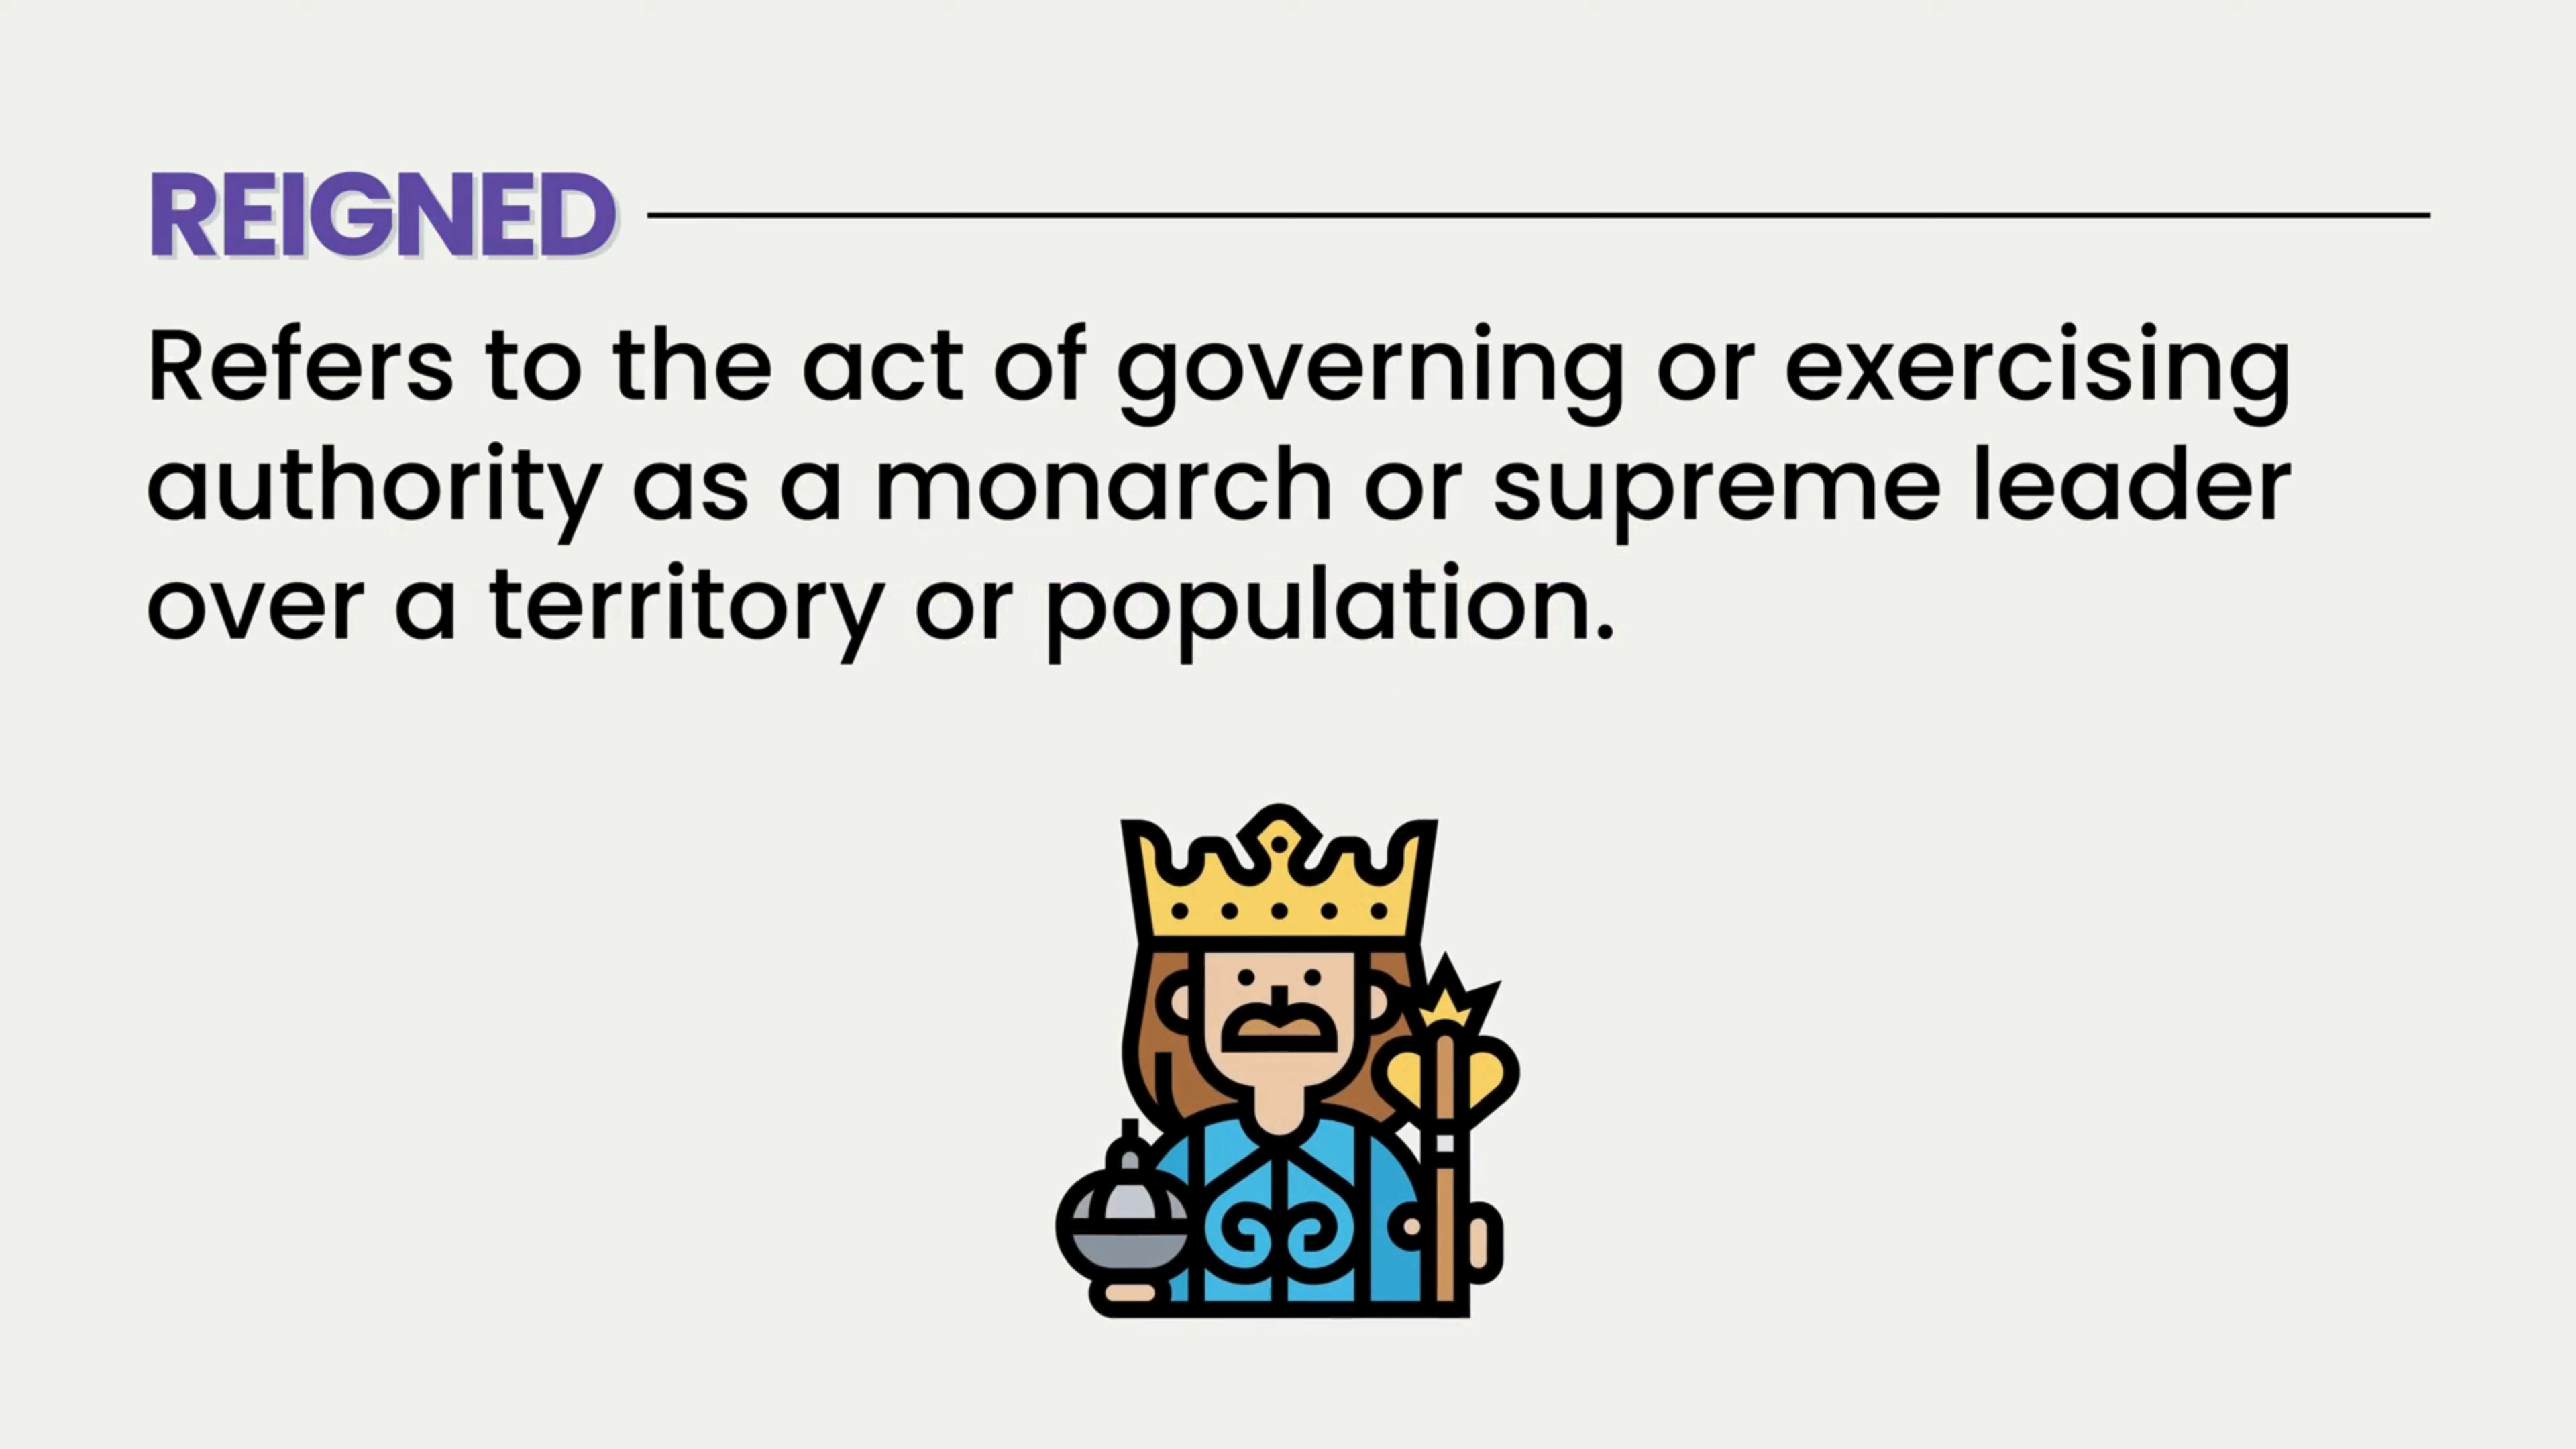 REIGNED
Refers to the act of governing or exercising
authority as a monarch or supreme leader
over a territory or population.